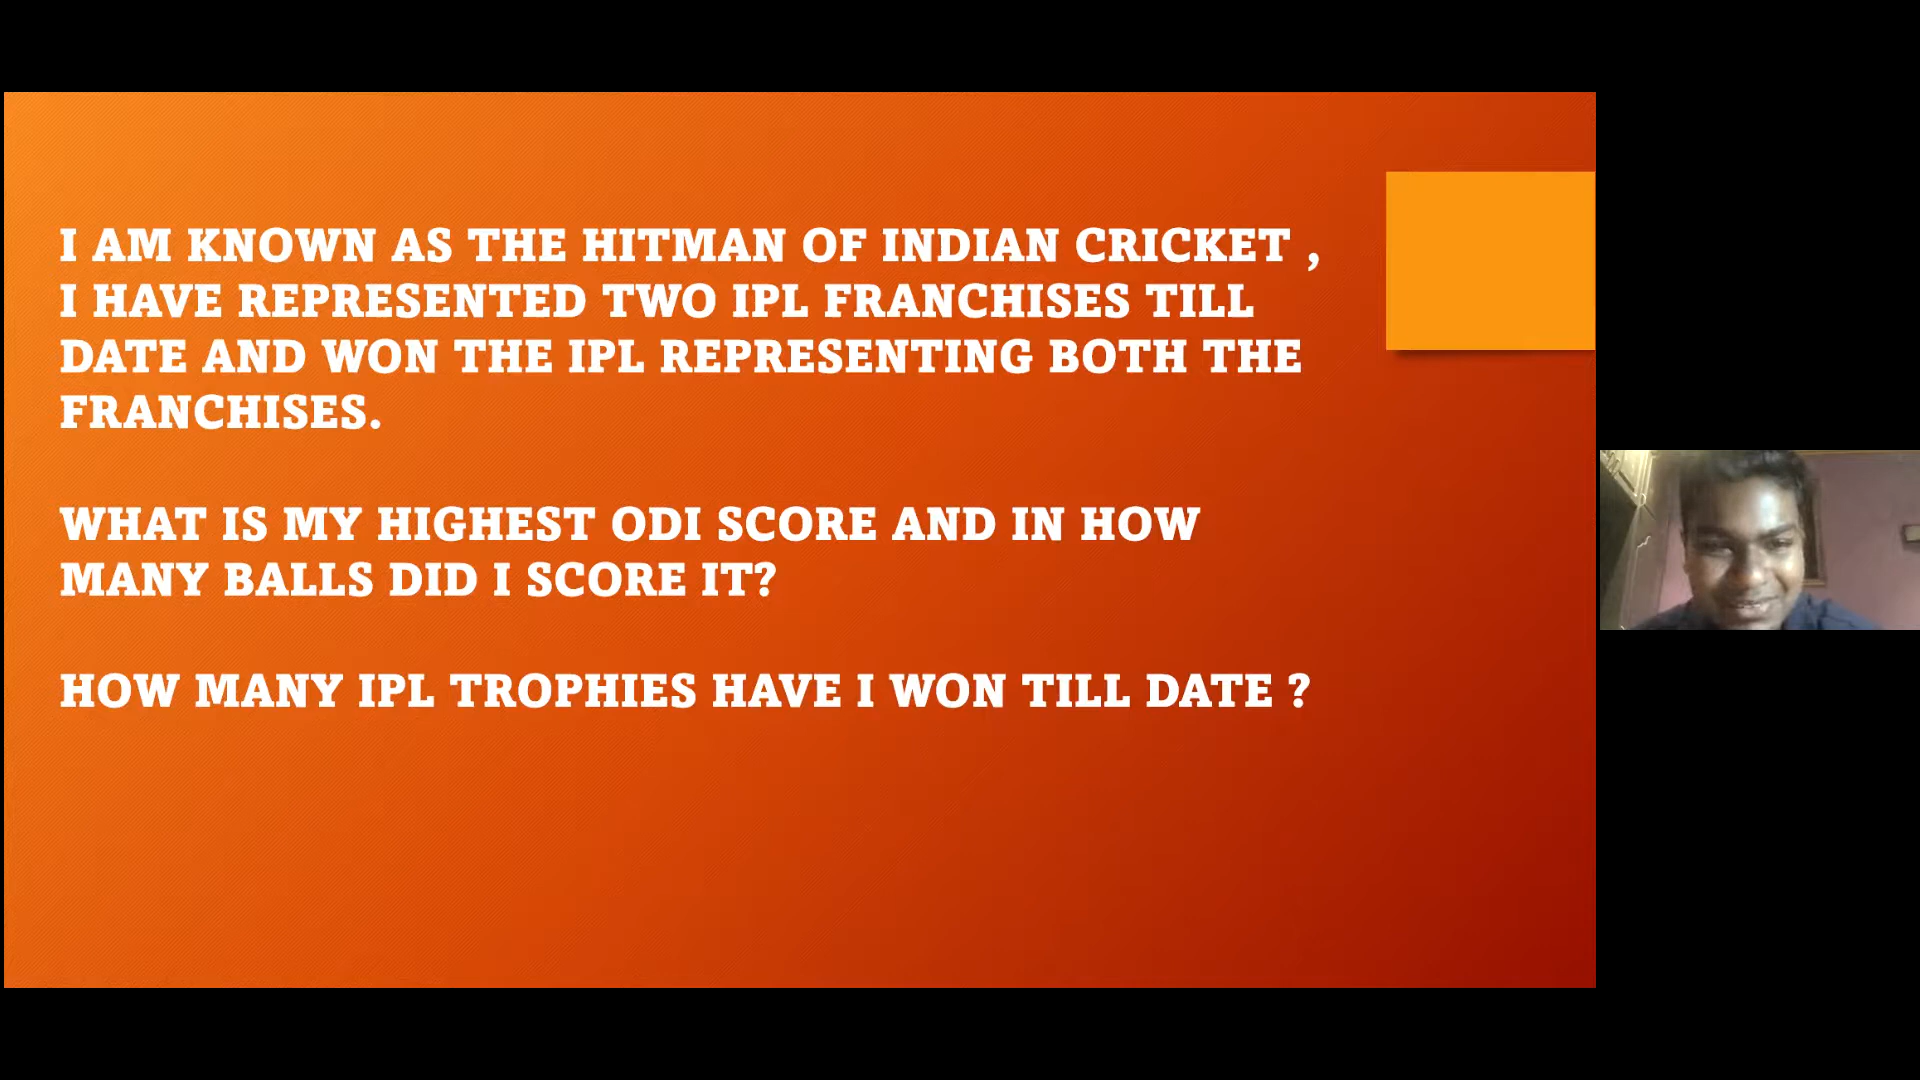 I AM KNOWN AS THE HITMAN OF INDIAN CRICKET ,
I HAVE REPRESENTED TWO IPL FRANCHISES TILL
DATE AND WON THE IPL REPRESENTING BOTH THE
FRANCHISES.
WHAT IS MY HIGHEST ODI SCORE AND IN HOW
MANY BALLS DID I SCORE IT?
HOW MANY IPL TROPHIES HAVE I WON TILL DATE ?